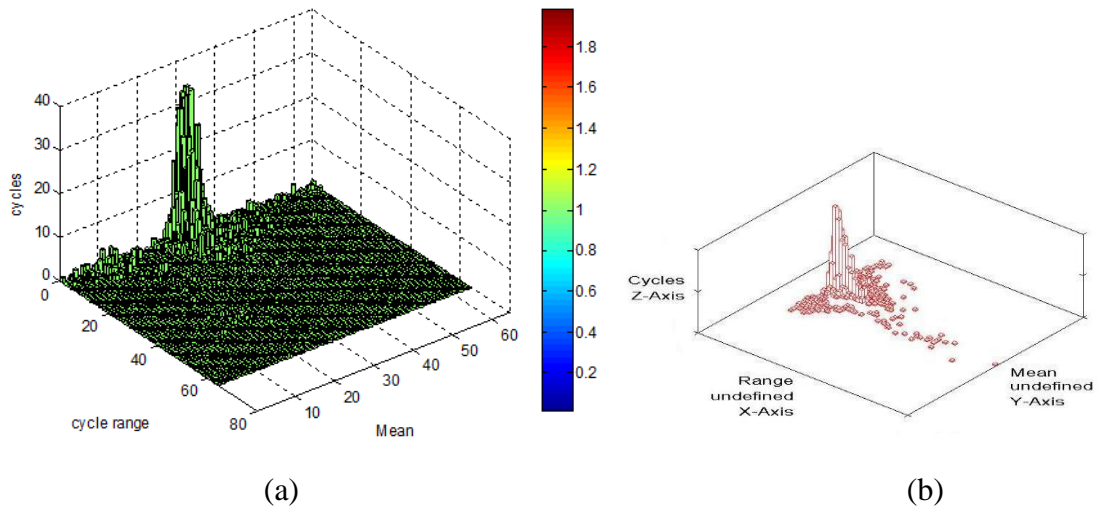 40
30
20
10
0
cycles
0
20
40
60
80
cycle range
10
20
30
40
50
60
Mean
1.8
1.6
1.4
1.2
1
0.8
0.6
0.4
0.2
Cycles
Z-Axis
Range
undefined
X-Axis
Mean
undefined
Y-Axis
(a)
(b)